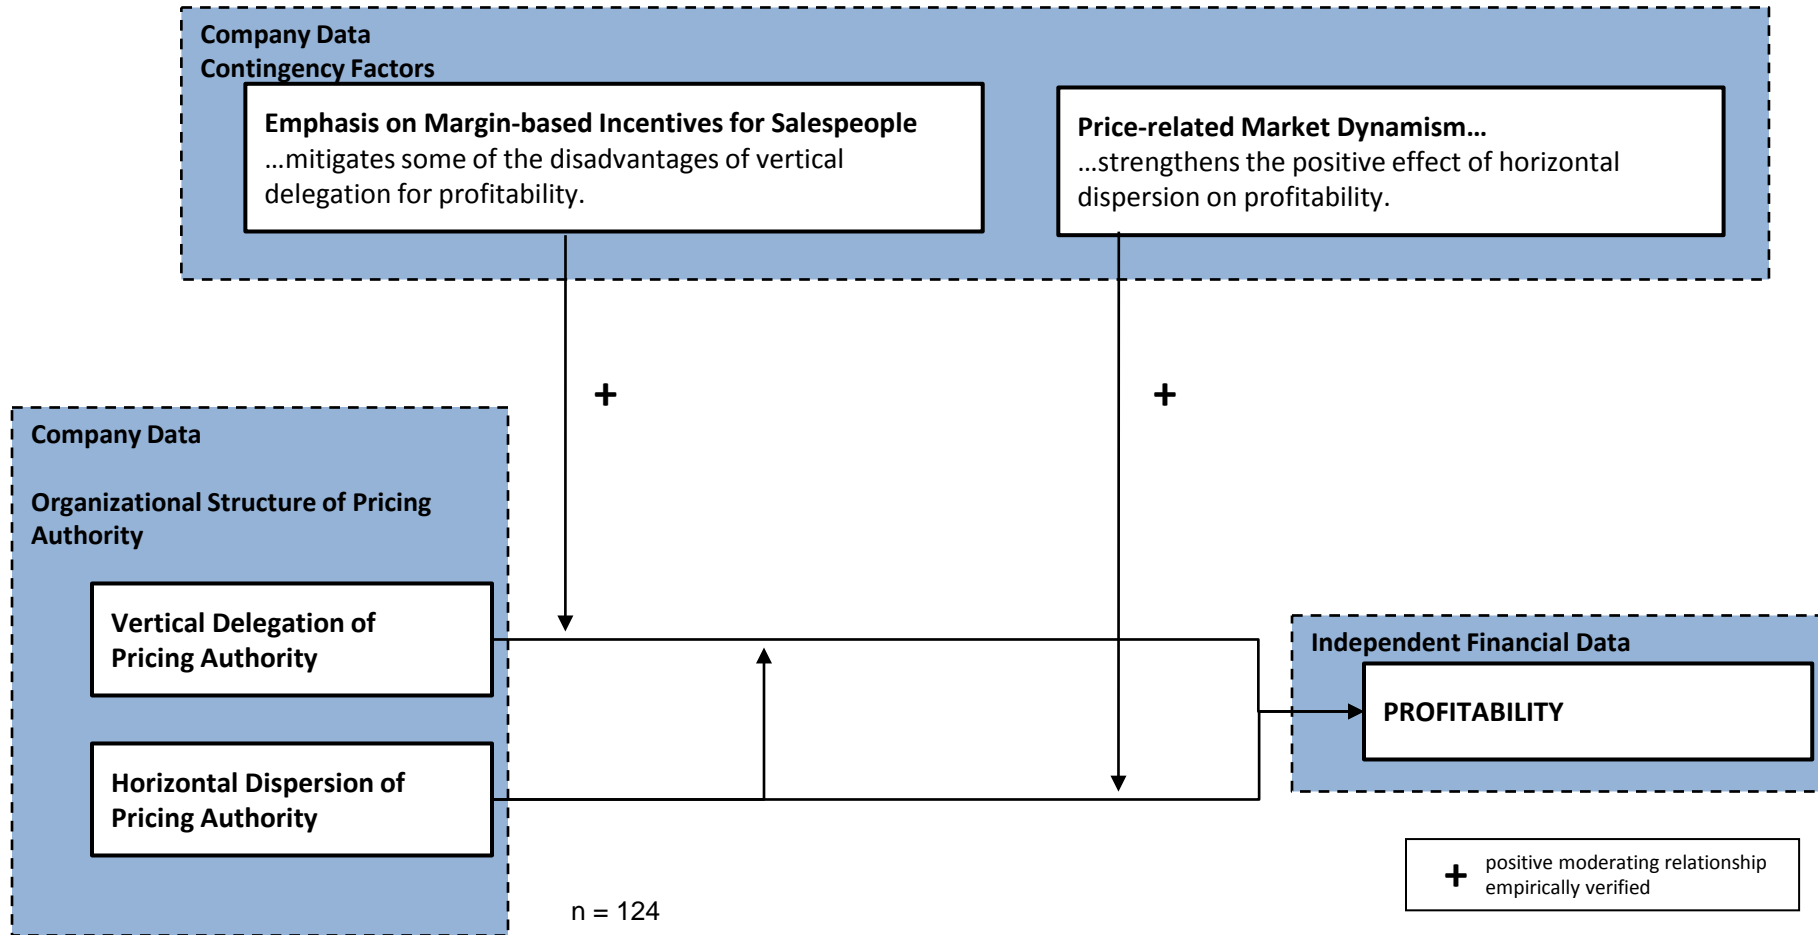 Company Data
Contingency Factors
Emphasis on Margin-based Incentives for Salespeople
...mitigates some of the disadvantages of vertical
delegation for profitability.
Price-related Market Dynamism…
...strengthens the positive effect of horizontal
dispersion on profitability.
+
+
Company Data
Organizational Structure of Pricing
Authority
Vertical Delegation of
Pricing Authority
Horizontal Dispersion of
Pricing Authority
Independent Financial Data
PROFITABILITY
n = 124
+ positive moderating relationship
empirically verified